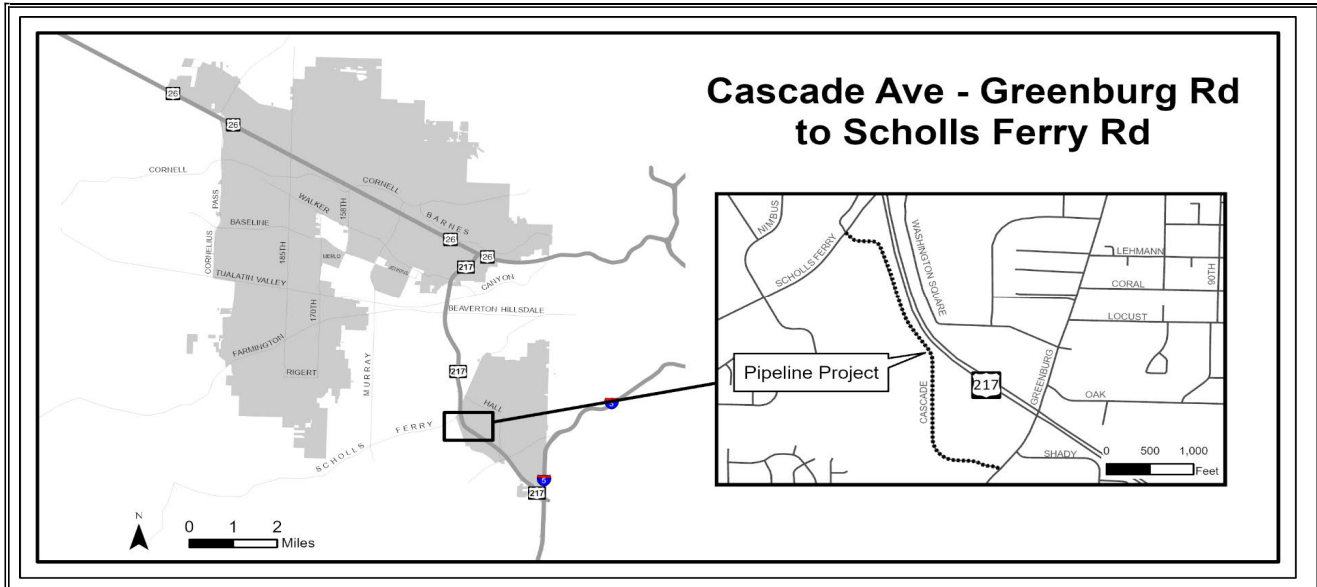 Cascade Ave - Greenburg Rd
to Scholls Ferry Rd
26
26
CORNELL
PASS
WALKER
158TH
CORNELL
BARNES
BASELINE
CORNELIUS
185TH
MERLO
26
26
217
CANYON
TUALATIN VALLEY
170TH
BEAVERTON HILLSDALE
FARMINGTON
RIGERT
MURRAY
217
HALL
5
SCHOLLS FERRY
5
217
N
0 1 2
Miles
NIMBUS
SCHOLLS FERRY
WASHINGTON SQUARE
LEHMANN
90TH
CORAL
LOCUST
Pipeline Project
217
GREENBURG
OAK
CASCADE
SHADY
0 500 1,000
Feet